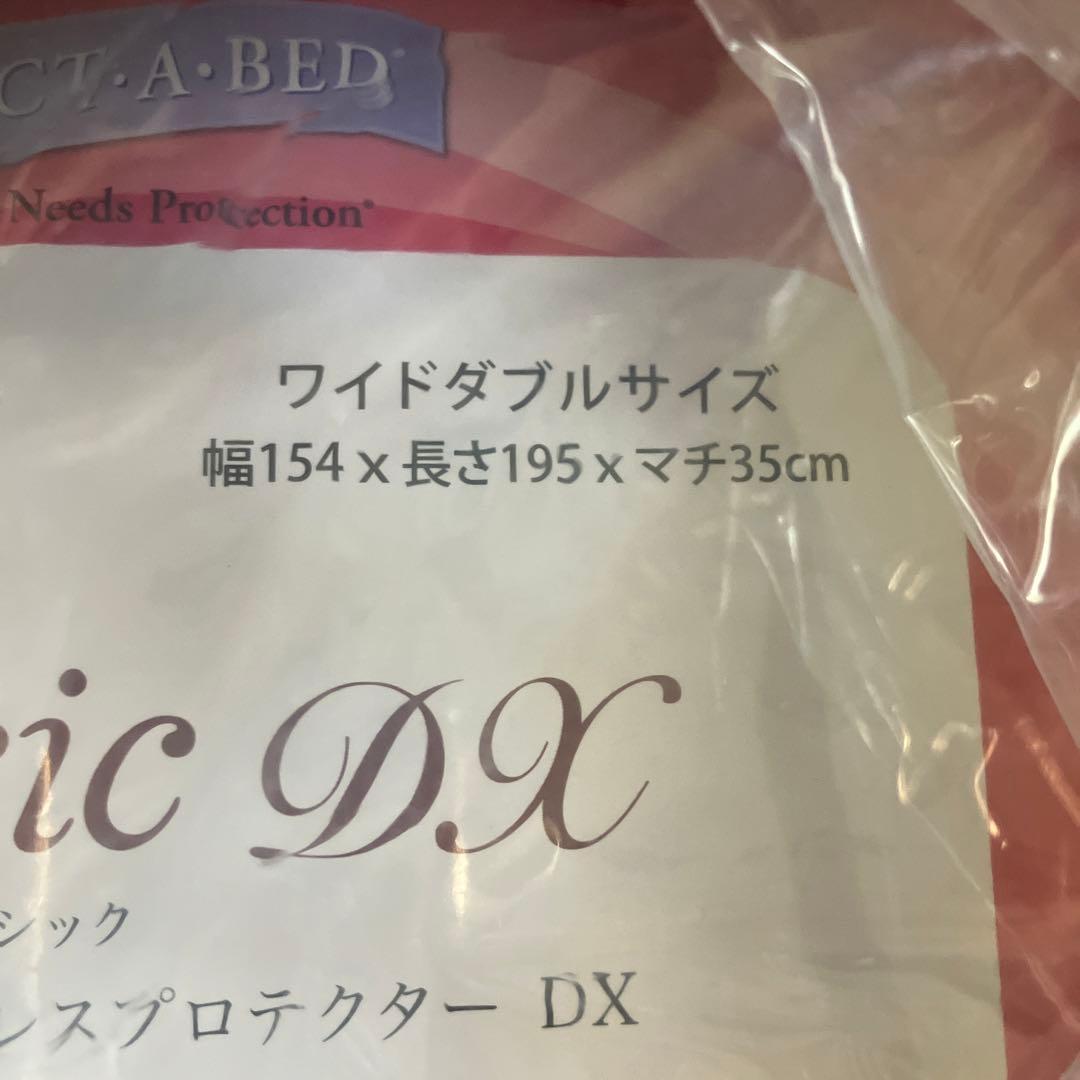 CT·A·BED
Needs Protection®
ワイドダブルサイズ
幅154 x 長さ195 x マチ35cm
ic DX
シック
レスプロテクター DX